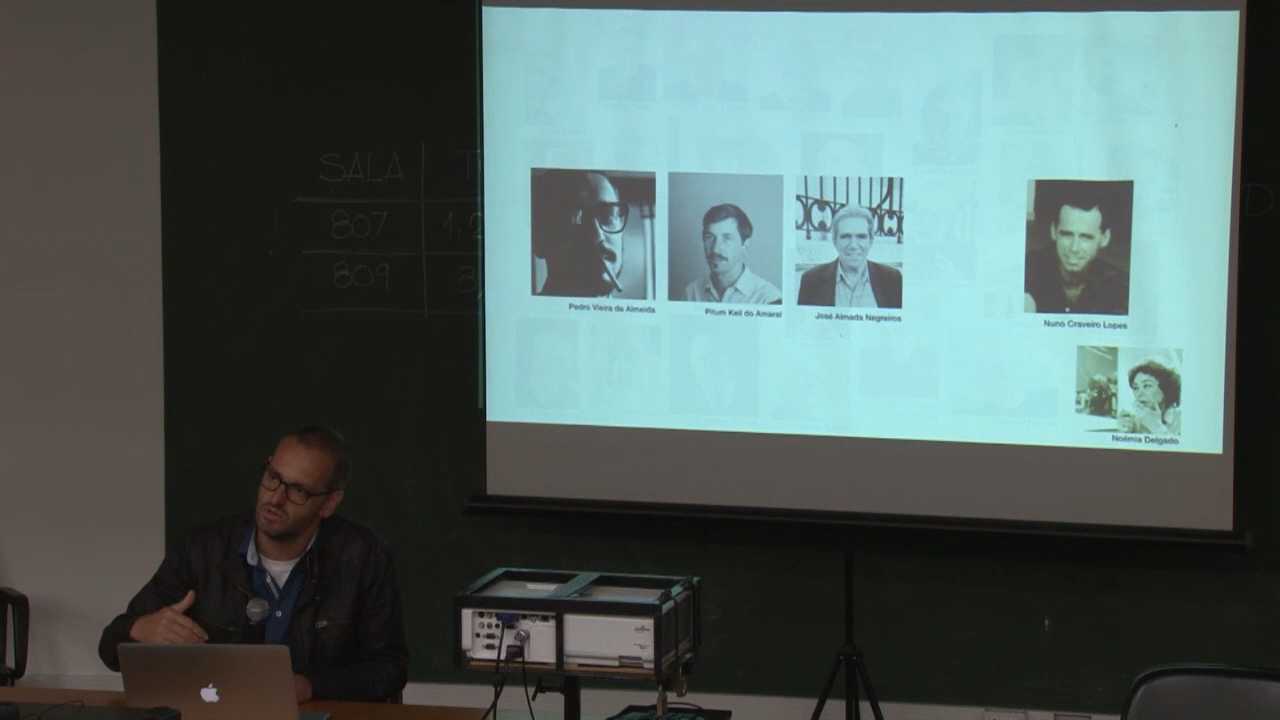 SALA
807
809
Pedro Vieira de Almeida
Pitum Keil do Amaral
José Almada Negreiros
Nuno Craveiro Lopes
Noémia Delgado